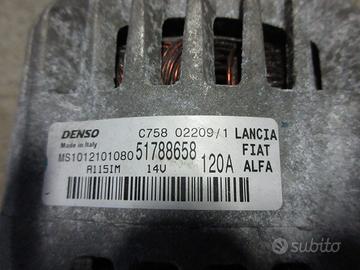 DENSO C758 02209/1 LANCIA
Made in Italy FIAT
MS1012101080 51788658 120A ALFA
A115IM 14V
subito